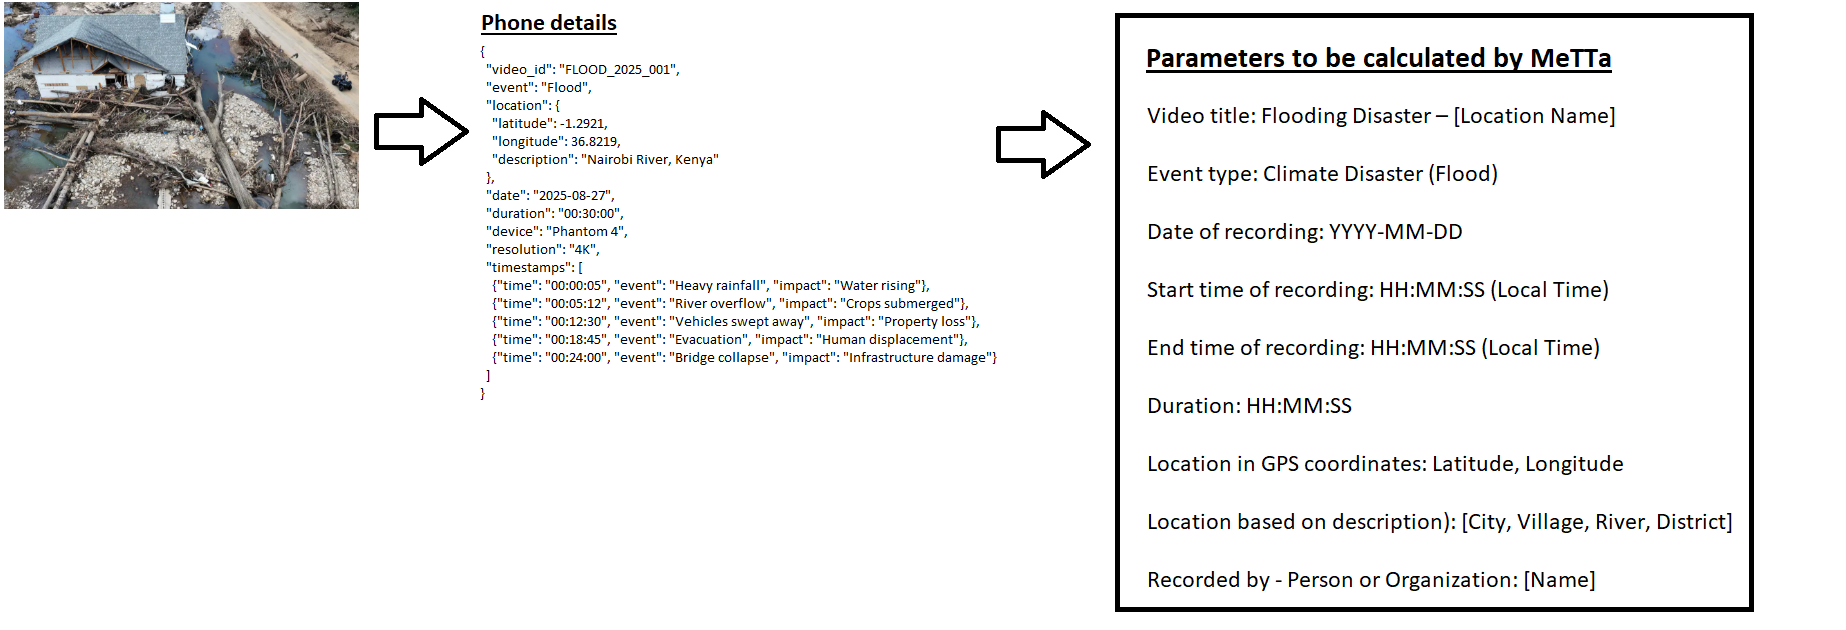 Phone details
{
"video_id": "FLOOD_2025_001",
"event": "Flood",
"location": {
"latitude": -1.2921,
"longitude": 36.8219,
"description": "Nairobi River, Kenya"
},
"date": "2025-08-27",
"duration": "00:30:00",
"device": "Phantom 4",
"resolution": "4K",
"timestamps": [
{"time": "00:00:05", "event": "Heavy rainfall", "impact": "Water rising"},
{"time": "00:05:12", "event": "River overflow", "impact": "Crops submerged"},
{"time": "00:12:30", "event": "Vehicles swept away", "impact": "Property loss"},
{"time": "00:18:45", "event": "Evacuation", "impact": "Human displacement"},
{"time": "00:24:00", "event": "Bridge collapse", "impact": "Infrastructure damage"}
]
}
Parameters to be calculated by MeTTa
Video title: Flooding Disaster – [Location Name]
Event type: Climate Disaster (Flood)
Date of recording: YYYY-MM-DD
Start time of recording: HH:MM:SS (Local Time)
End time of recording: HH:MM:SS (Local Time)
Duration: HH:MM:SS
Location in GPS coordinates: Latitude, Longitude
Location based on description): [City, Village, River, District]
Recorded by - Person or Organization: [Name]